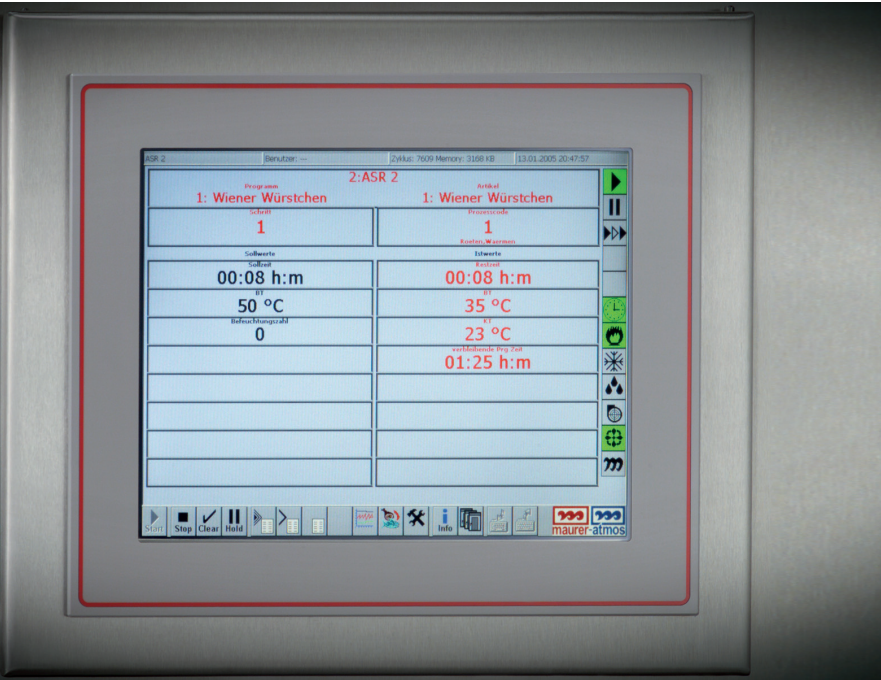 ASR 2 Benutzer: --- Zyklus: 7609 Memory: 3168 KB 13.01.2005 20:47:57
2:ASR 2
Programm Artikel
1: Wiener Würstchen 1: Wiener Würstchen
Schritt Prozesscode
1 1
Roeten,Waermen
Sollwerte Istwerte
Sollzeit Restzeit
00:08 h:m 00:08 h:m
BT BT
50 °C 35 °C
Befeuchtungszahl KT
0 23 °C
verbleibende Prg Zeit
01:25 h:m
Start Stop Clear Hold Info
maurer-atmos